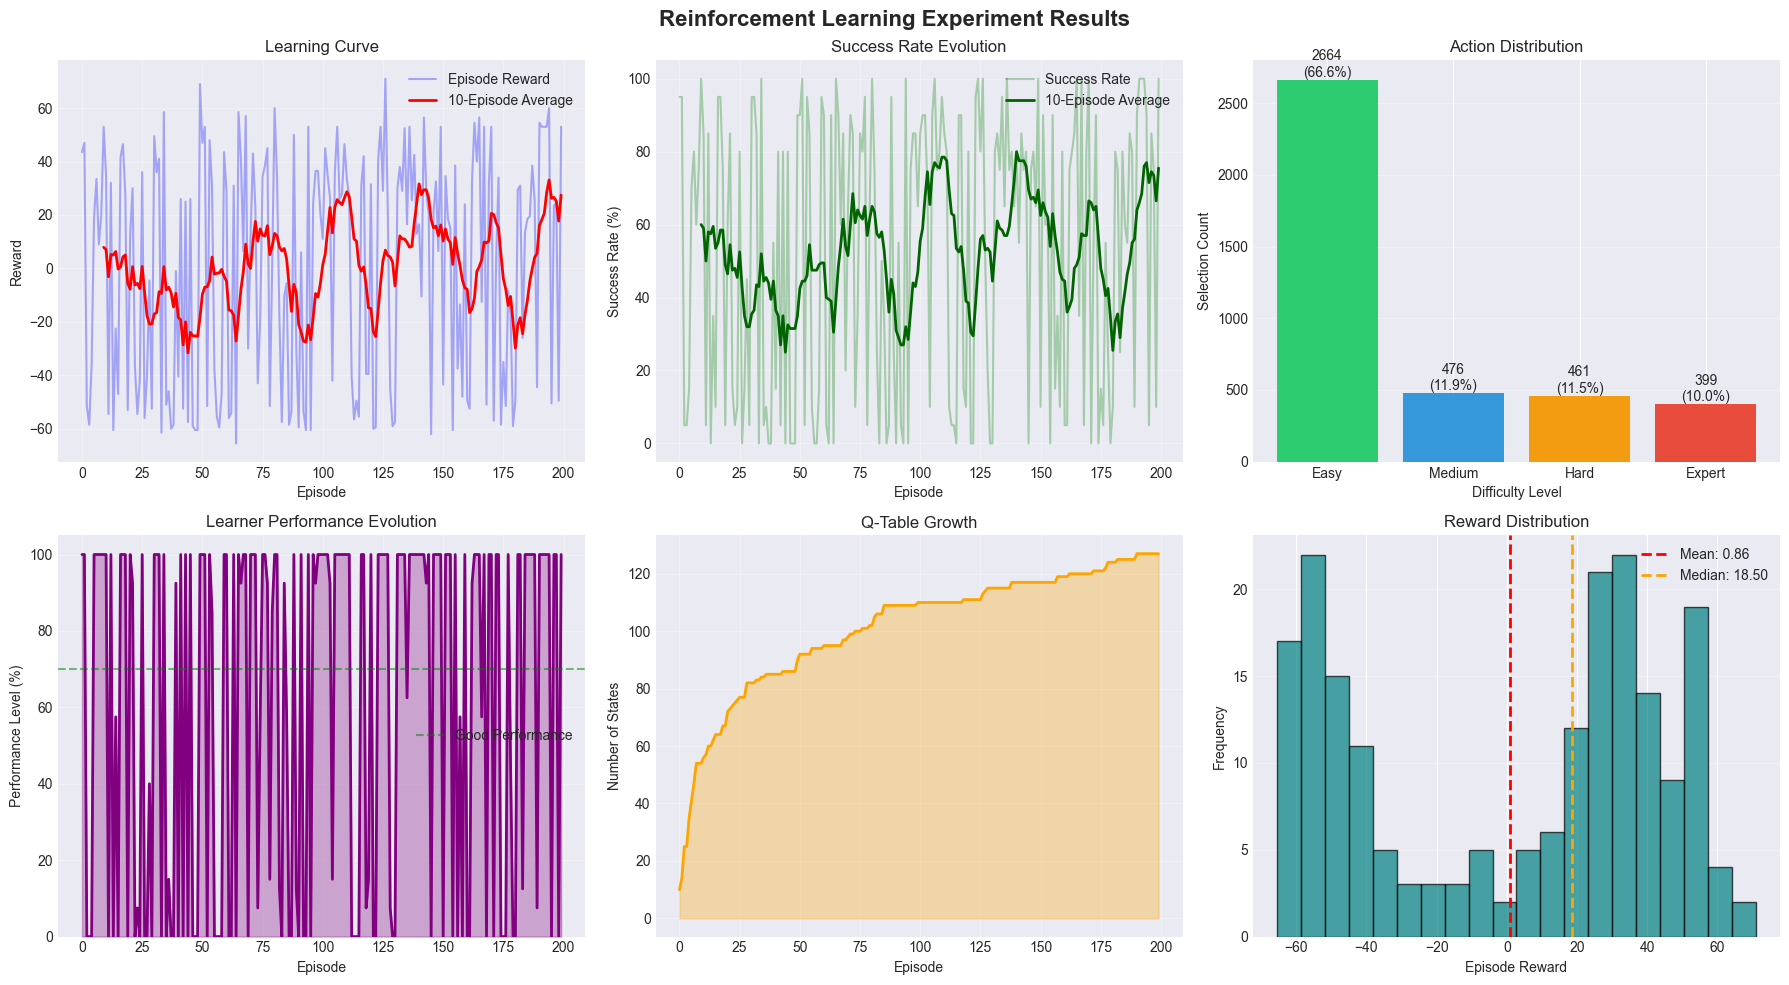 Reinforcement Learning Experiment Results
Learning Curve
Episode Reward
10-Episode Average
Reward
60
40
20
0
−20
−40
−60
0 25 50 75 100 125 150 175 200
Episode
Success Rate Evolution
Success Rate
10-Episode Average
Success Rate (%)
100
80
60
40
20
0
0 25 50 75 100 125 150 175 200
Episode
Action Distribution
2664
(66.6%)
476
(11.9%)
461
(11.5%)
399
(10.0%)
Selection Count
2500
2000
1500
1000
500
0
Easy Medium Hard Expert
Difficulty Level
Learner Performance Evolution
Good Performance
Performance Level (%)
100
80
60
40
20
0
0 25 50 75 100 125 150 175 200
Episode
Q-Table Growth
Number of States
120
100
80
60
40
20
0
0 25 50 75 100 125 150 175 200
Episode
Reward Distribution
Mean: 0.86
Median: 18.50
Frequency
20
15
10
5
0
−60 −40 −20 0 20 40 60
Episode Reward